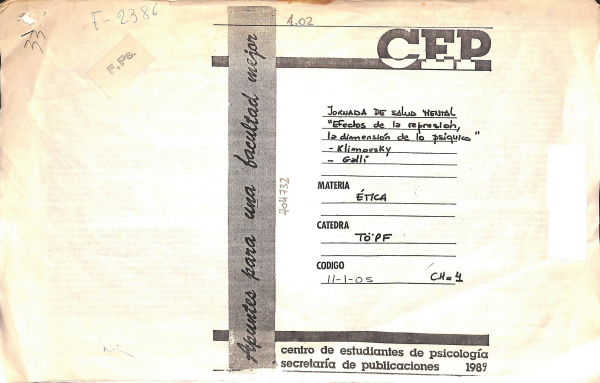 F-2386
33
F. Ps.
1.02
CEP
Apuntes para una facultad mejor
404732
JORNADA DE SALUD MENTAL
"Efectos de la represión,
la dimensión de lo psíquico"
- Klimovsky
- Galli
MATERIA
ÉTICA
CATEDRA
TÖPF
CODIGO
11-1-05 CH=4
centro de estudiantes de psicología
secretaría de publicaciones 1989